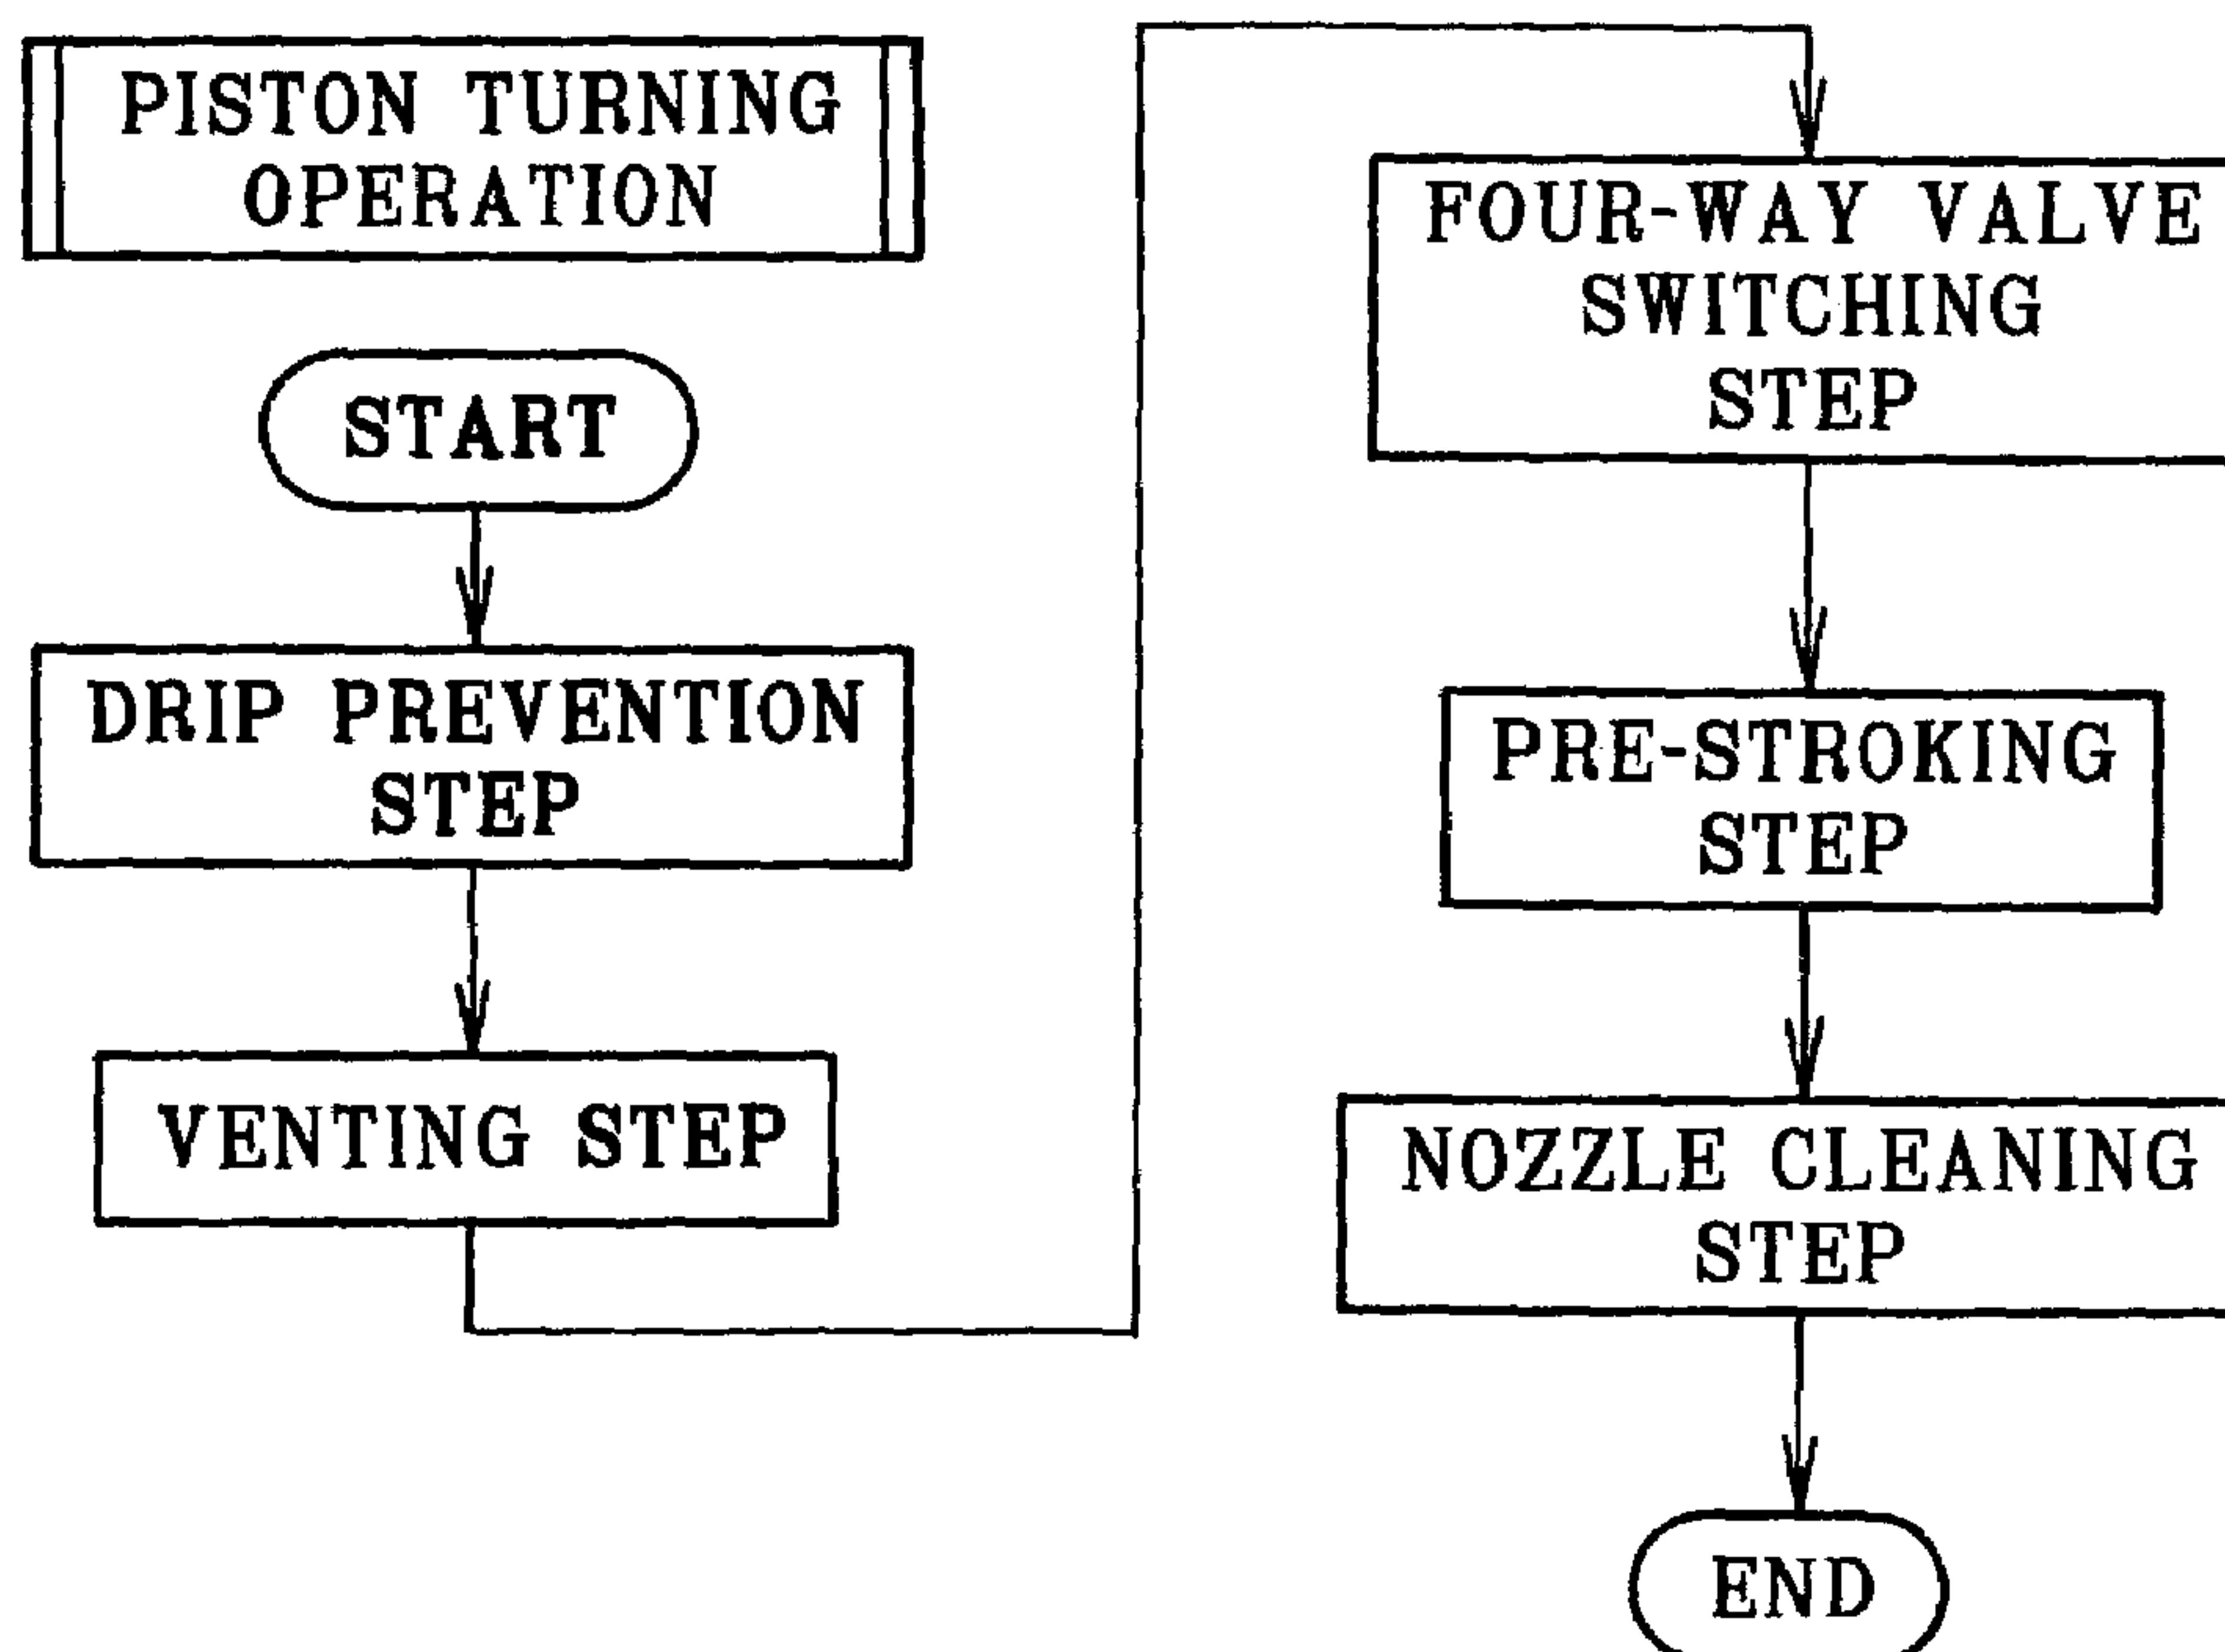 PISTON TURNING
OPERATION
START
DRIP PREVENTION
STEP
VENTING STEP
FOUR-WAY VALVE
SWITCHING
STEP
PRE-STROKING
STEP
NOZZLE CLEANING
STEP
END